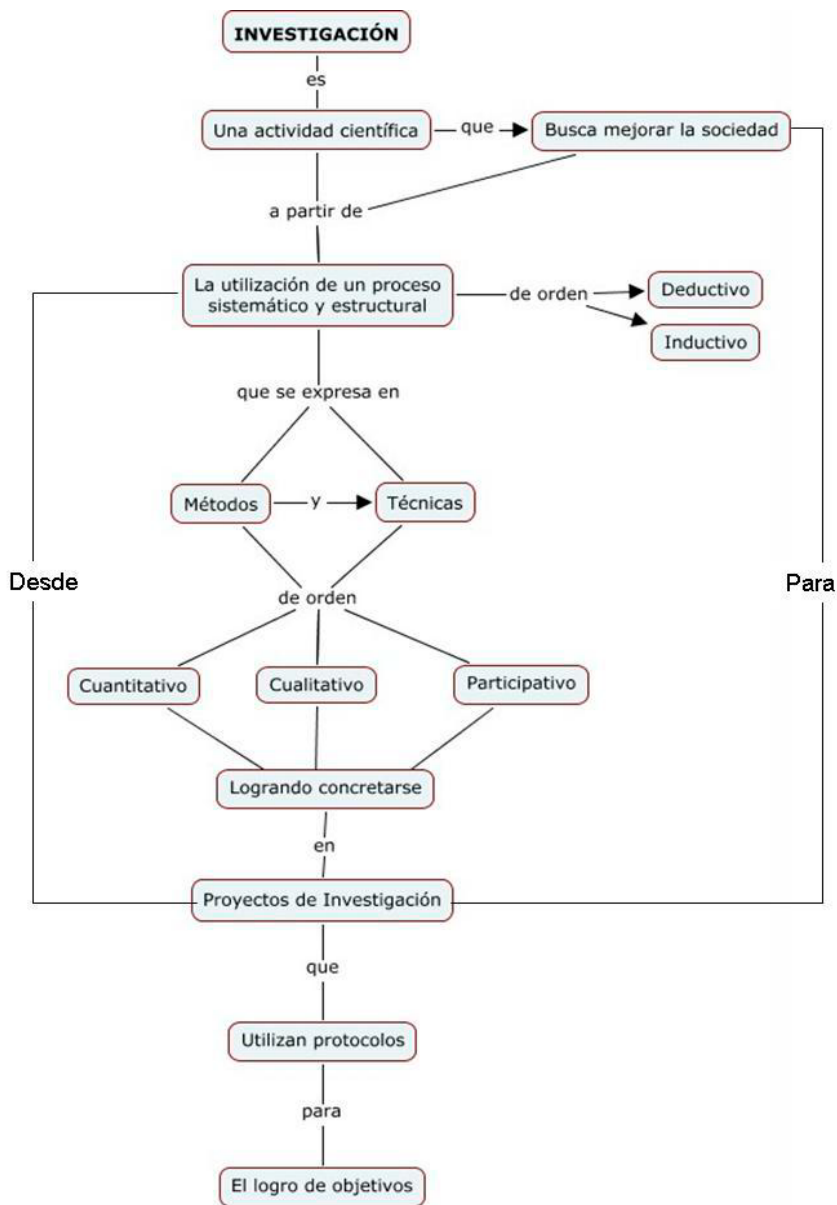 INVESTIGACIÓN
es
Una actividad científica
que
Busca mejorar la sociedad
a partir de
La utilización de un proceso
sistemático y estructural
de orden
Deductivo
Inductivo
que se expresa en
Métodos
y
Técnicas
Desde
Para
de orden
Cuantitativo
Cualitativo
Participativo
Logrando concretarse
en
Proyectos de Investigación
que
Utilizan protocolos
para
El logro de objetivos